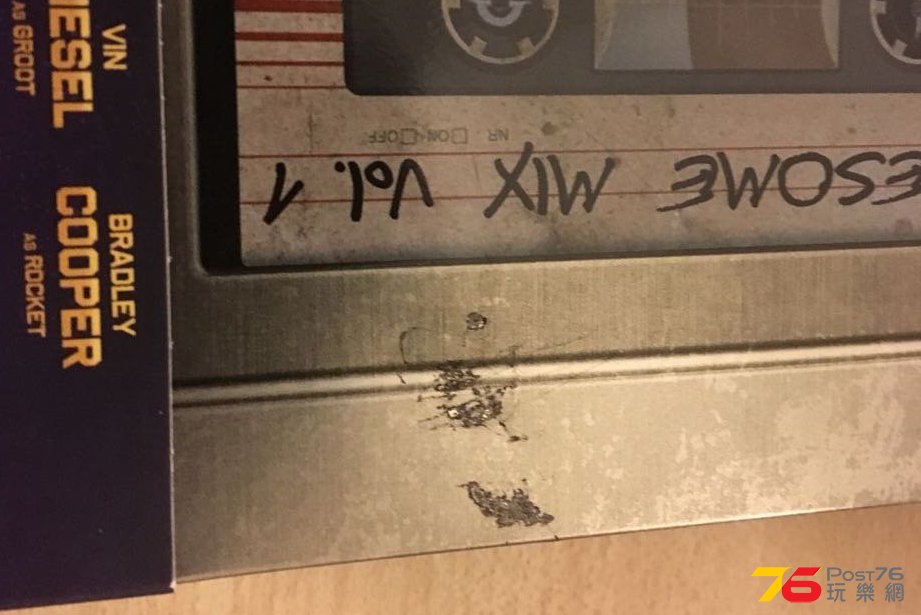 VIN
IESEL
AS GROOT
BRADLEY
COOPER
AS ROCKET
NR □ON □OFF
ESOME MIX Vol. 1
76 POST76
玩樂網